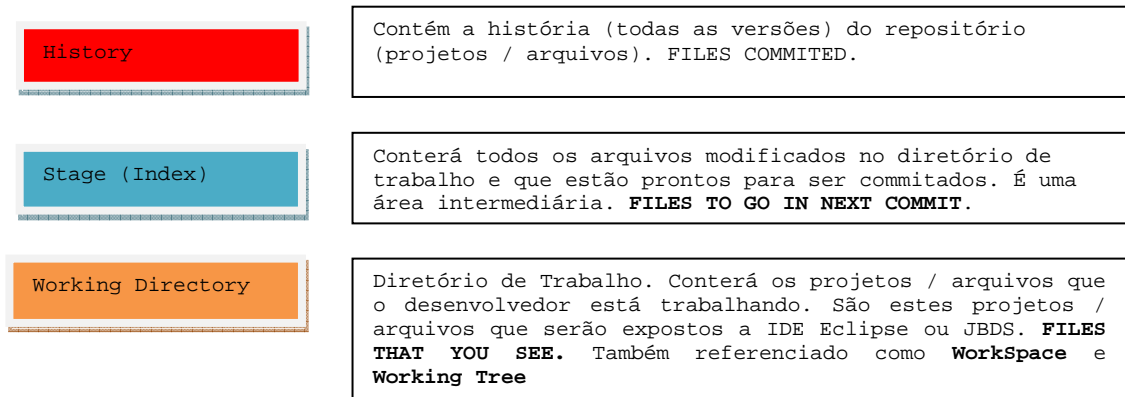 History
Contém a história (todas as versões) do repositório
(projetos / arquivos). FILES COMMITED.
Stage (Index)
Conterá todos os arquivos modificados no diretório de
trabalho e que estão prontos para ser commitados. É uma
área intermediária. FILES TO GO IN NEXT COMMIT.
Working Directory
Diretório de Trabalho. Conterá os projetos / arquivos que
o desenvolvedor está trabalhando. São estes projetos /
arquivos que serão expostos a IDE Eclipse ou JBDS. FILES
THAT YOU SEE. Também referenciado como WorkSpace e
Working Tree